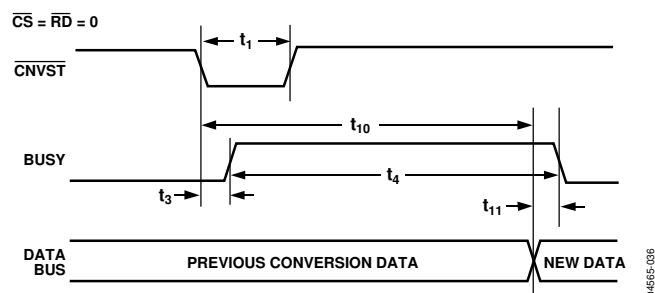 CS = RD = 0
t1
CNVST
t10
BUSY
t4
t3
t11
DATA
BUS
PREVIOUS CONVERSION DATA
NEW DATA
04565-036